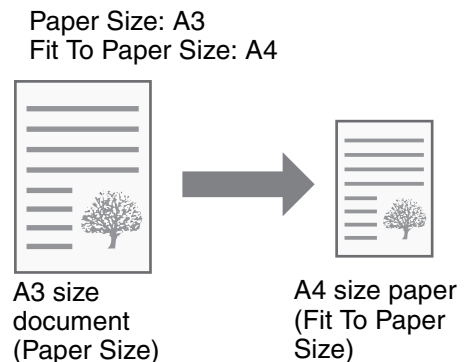 Paper Size: A3
Fit To Paper Size: A4
A3 size
document
(Paper Size)
A4 size paper
(Fit To Paper
Size)